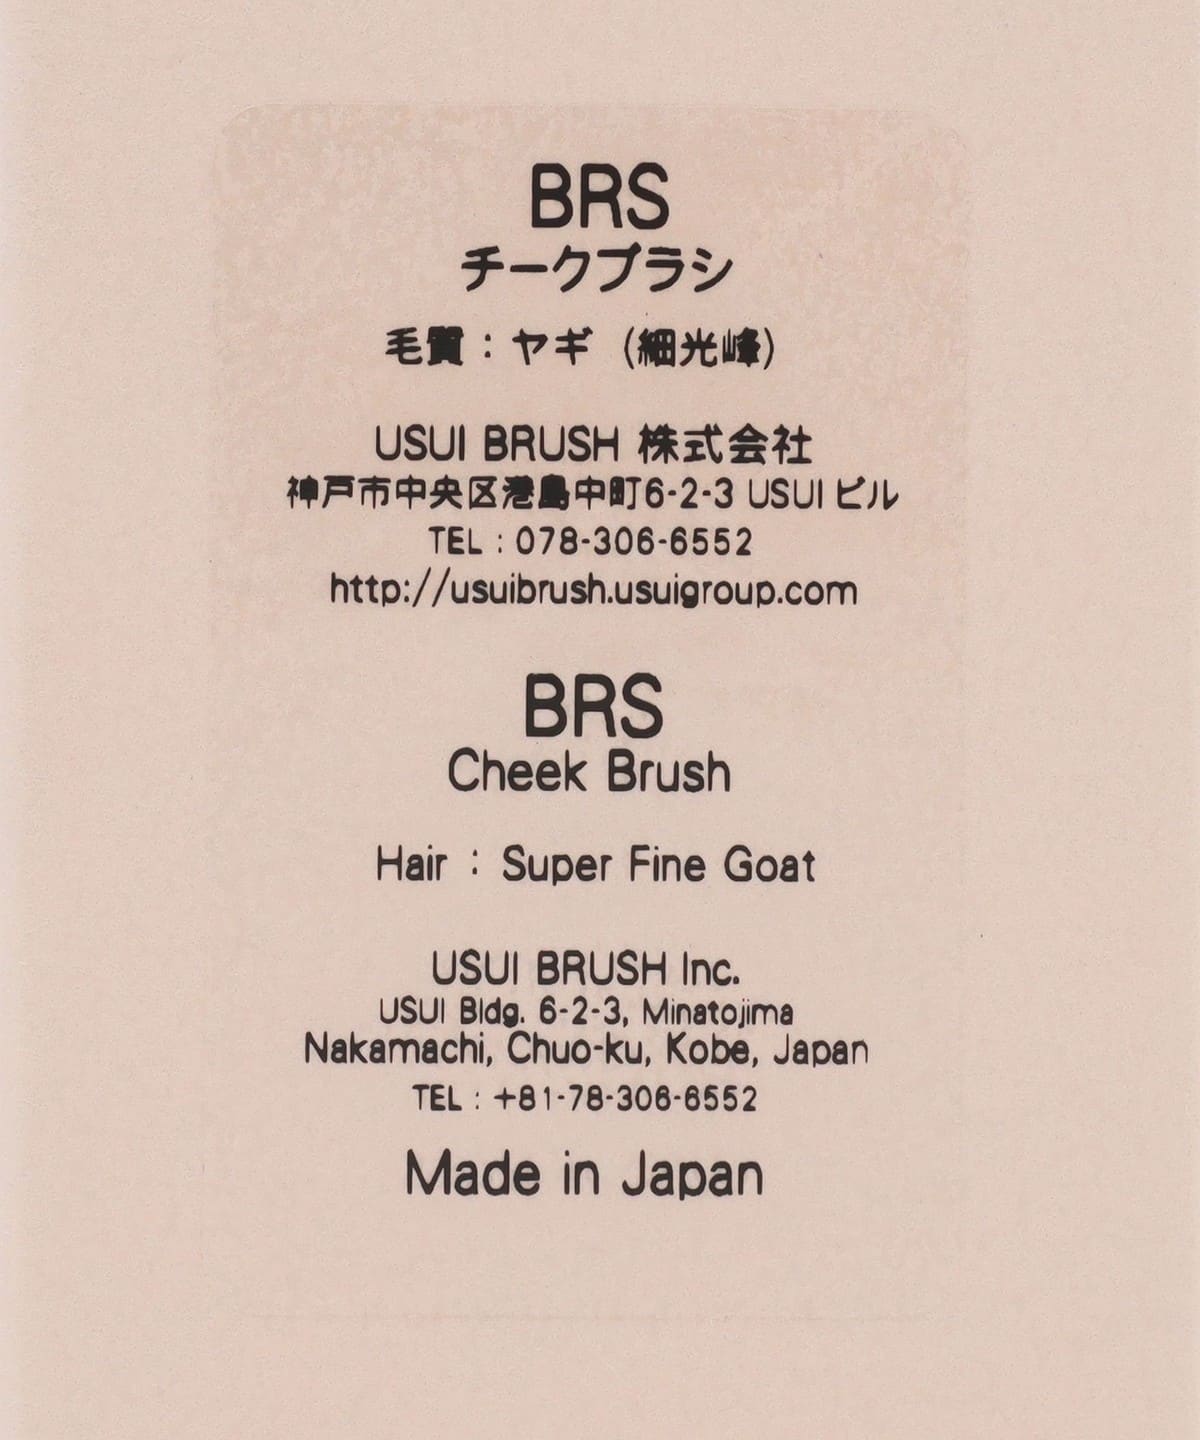 BRS
チークブラシ
毛質：ヤギ（細光峰）
USUI BRUSH 株式会社
神戸市中央区港島中町6-2-3 USUI ビル
TEL：078-306-6552
http://usuibrush.usuigroup.com
BRS
Cheek Brush
Hair : Super Fine Goat
USUI BRUSH Inc.
USUI Bldg. 6-2-3, Minatojima
Nakamachi, Chuo-ku, Kobe, Japan
TEL : +81-78-306-6552
Made in Japan